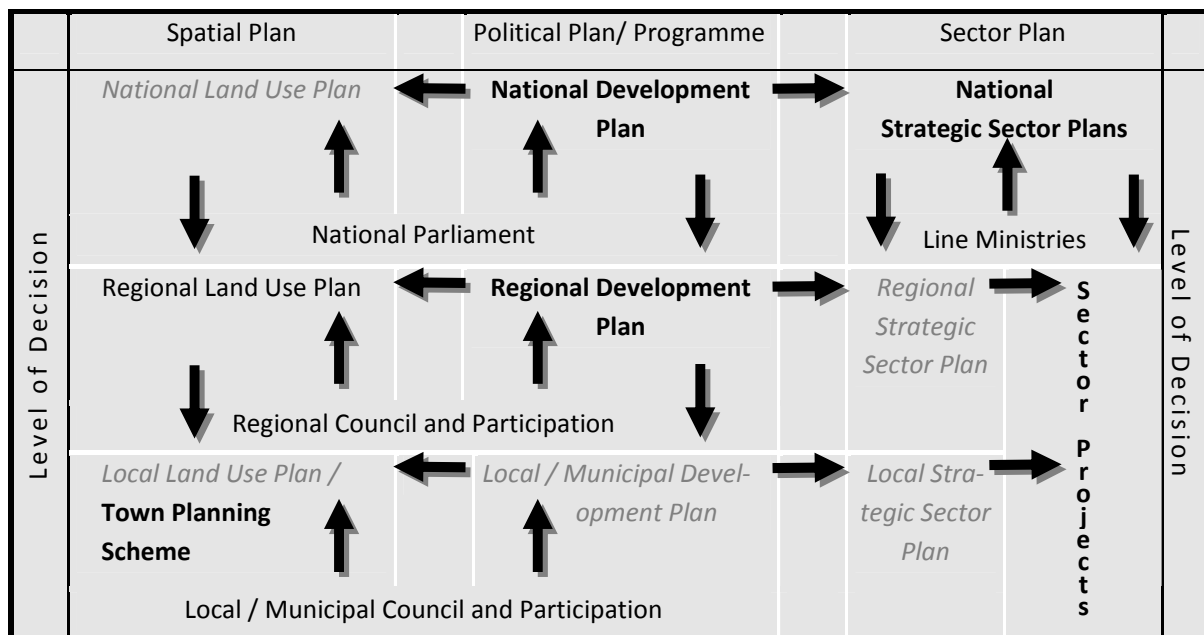 Spatial Plan
Political Plan/ Programme
Sector Plan
Level of Decision
National Land Use Plan
National Development
Plan
National
Strategic Sector Plans
National Parliament
Line Ministries
Regional Land Use Plan
Regional Development
Plan
Regional
Strategic
Sector Plan
Regional Council and Participation
Local Land Use Plan /
Town Planning
Scheme
Local / Municipal Devel-
opment Plan
Local Stra-
tegic Sector
Plan
Sector Projects
Local / Municipal Council and Participation
Level of Decision